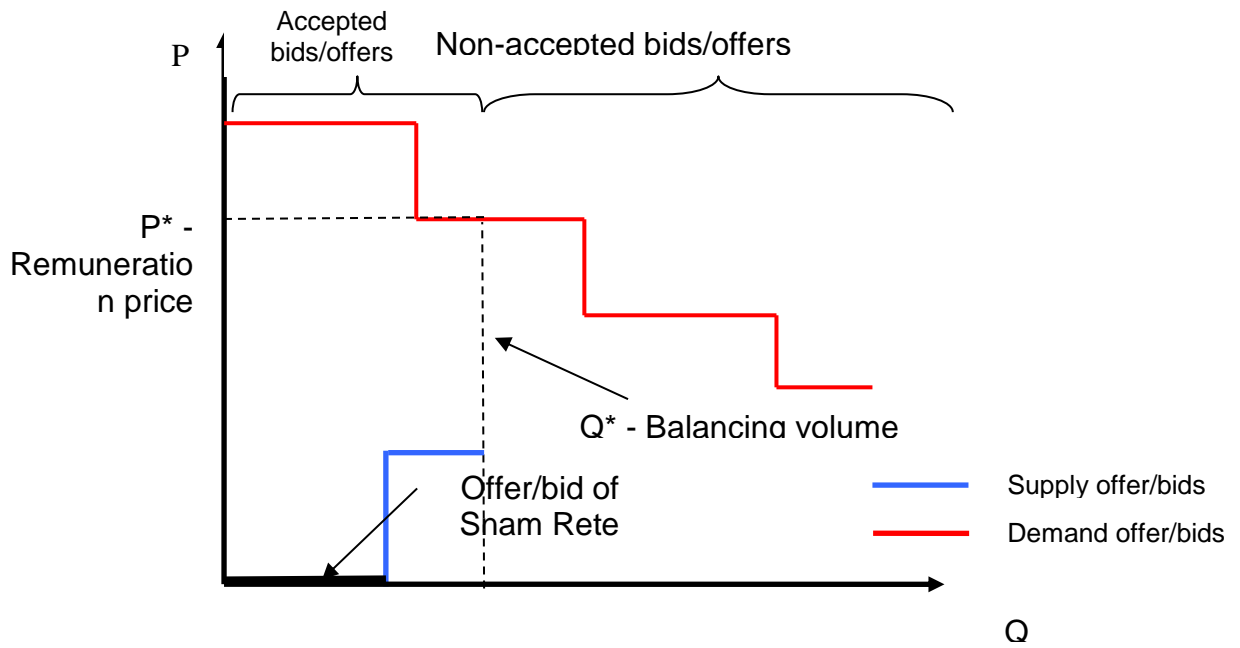 Accepted
bids/offers
Non-accepted bids/offers
P
P* -
Remuneratio
n price
Q* - Balancing volume
Offer/bid of
Sham Rete
Supply offer/bids
Demand offer/bids
Q